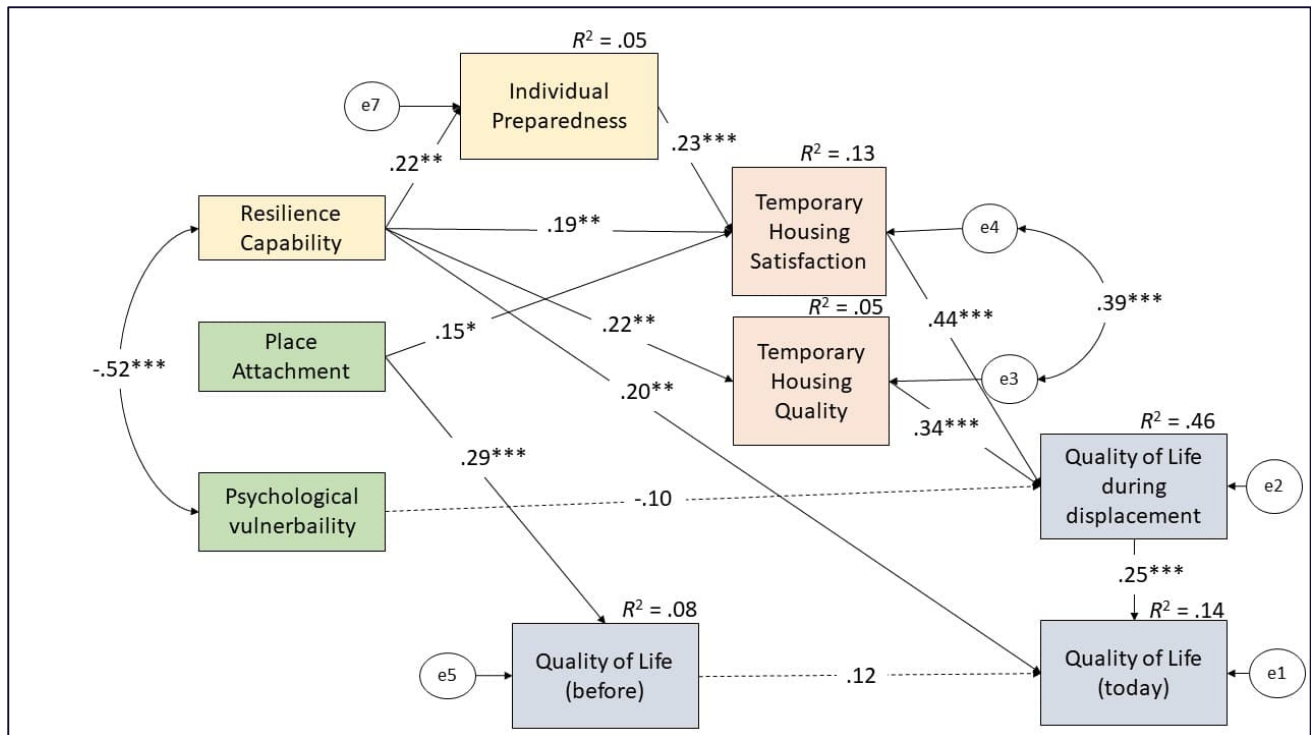 R² = .05
Individual
Preparedness
e7
.22**
.23***
R² = .13
Temporary
Housing
Satisfaction
Resilience
Capability
.19**
e4
.39***
R² = .05
Temporary
Housing
Quality
.44***
e3
.22**
.15*
Place
Attachment
-.52***
.20**
.34***
R² = .46
Quality of Life
during
displacement
e2
.29***
Psychological
vulnerbaility
-.10
.25***
R² = .08
Quality of Life
(before)
e5
.12
R² = .14
Quality of Life
(today)
e1